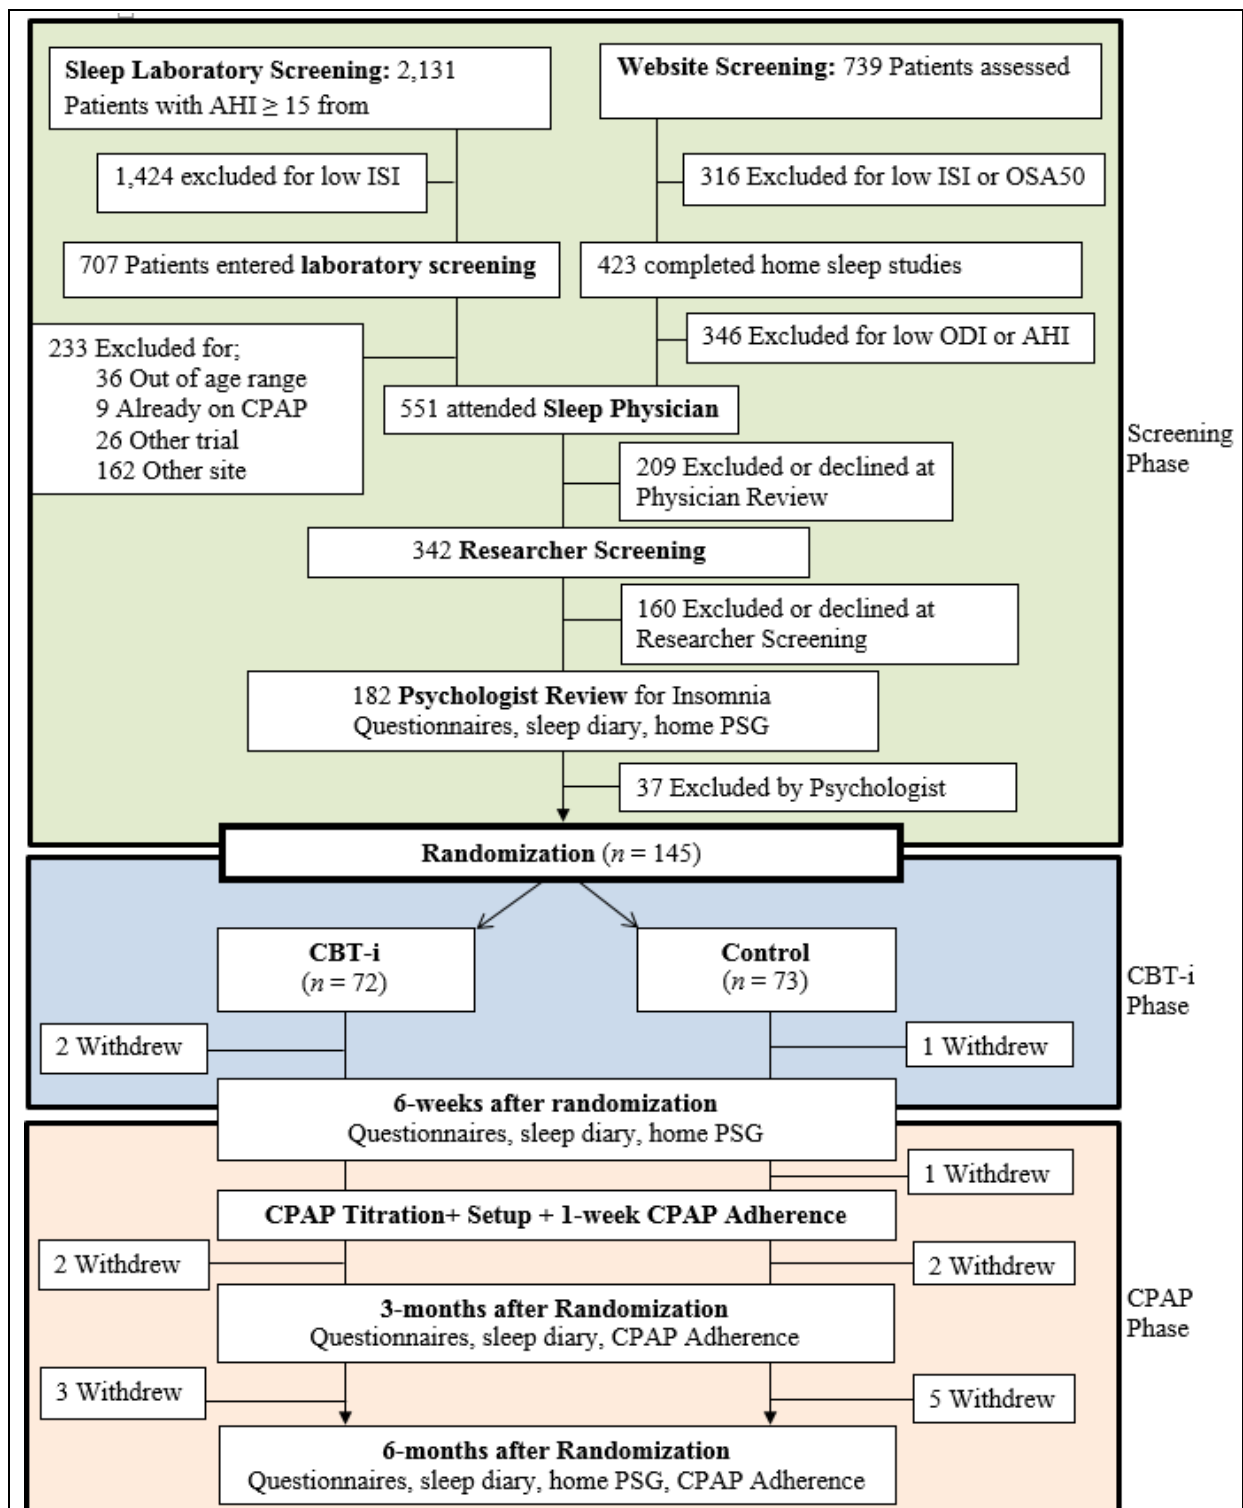 Sleep Laboratory Screening: 2,131
Patients with AHI ≥ 15 from
Website Screening: 739 Patients assessed
1,424 excluded for low ISI
316 Excluded for low ISI or OSA50
707 Patients entered laboratory screening
423 completed home sleep studies
233 Excluded for;
36 Out of age range
9 Already on CPAP
26 Other trial
162 Other site
346 Excluded for low ODI or AHI
551 attended Sleep Physician
Screening
Phase
209 Excluded or declined at
Physician Review
342 Researcher Screening
160 Excluded or declined at
Researcher Screening
182 Psychologist Review for Insomnia
Questionnaires, sleep diary, home PSG
37 Excluded by Psychologist
Randomization (n = 145)
CBT-i
(n = 72)
Control
(n = 73)
CBT-i
Phase
2 Withdrew
1 Withdrew
6-weeks after randomization
Questionnaires, sleep diary, home PSG
1 Withdrew
CPAP Titration+ Setup + 1-week CPAP Adherence
2 Withdrew
2 Withdrew
3-months after Randomization
Questionnaires, sleep diary, CPAP Adherence
CPAP
Phase
3 Withdrew
5 Withdrew
6-months after Randomization
Questionnaires, sleep diary, home PSG, CPAP Adherence